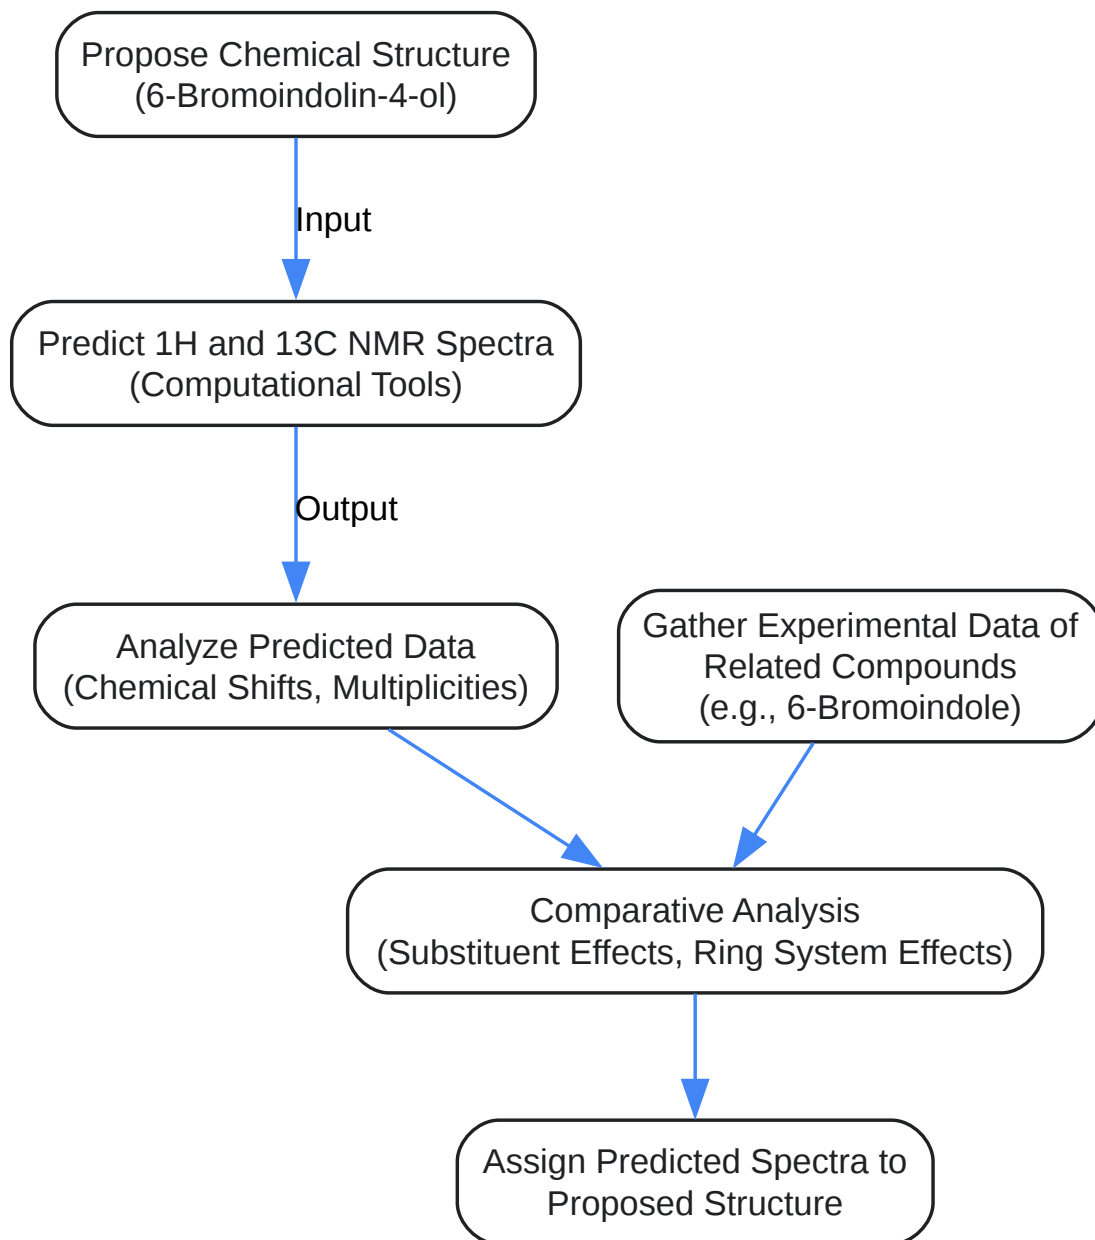 Propose Chemical Structure
(6-Bromoindolin-4-ol)
Input
Predict 1H and 13C NMR Spectra
(Computational Tools)
Output
Analyze Predicted Data
(Chemical Shifts, Multiplicities)
Gather Experimental Data of
Related Compounds
(e.g., 6-Bromoindole)
Comparative Analysis
(Substituent Effects, Ring System Effects)
Assign Predicted Spectra to
Proposed Structure